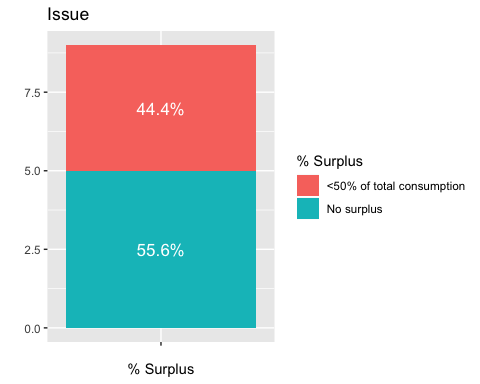 Issue
7.5
5.0
2.5
0.0
44.4%
55.6%
% Surplus
% Surplus
<50% of total consumption
No surplus